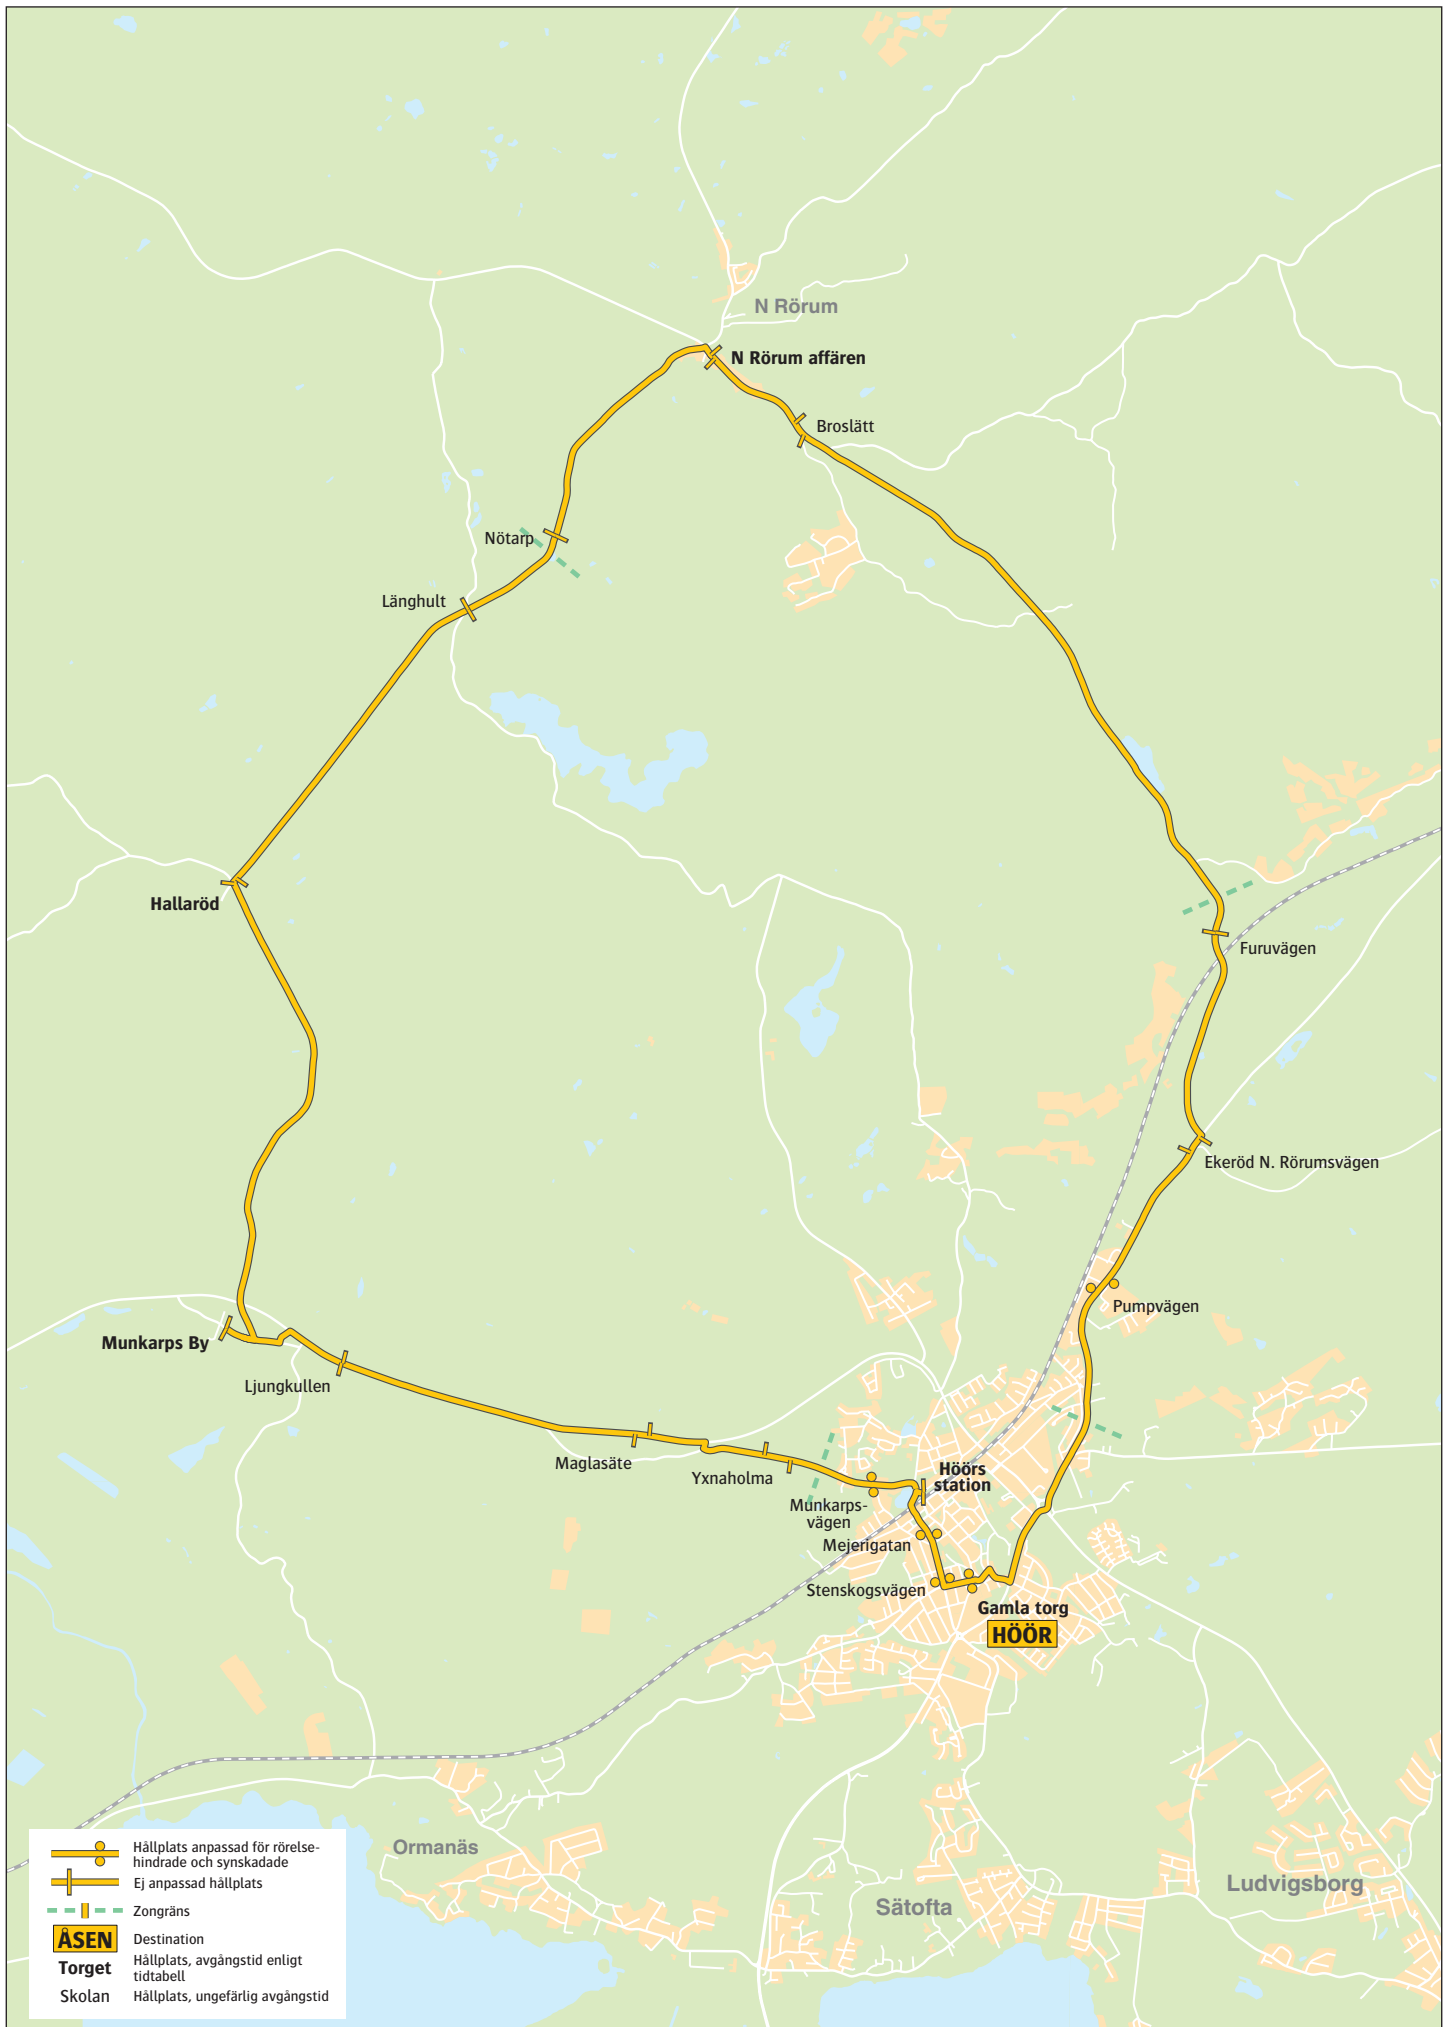 N Rörum
N Rörum affären
Broslätt
Nötarp
Länghult
Hallaröd
Furuvägen
Ekeröd N. Rörumsvägen
Pumpvägen
Munkarps By
Ljungkullen
Maglasäte
Yxnaholma
Höörs
station
Munkarps-
vägen
Mejerigatan
Stenskogsvägen
Gamla torg
HÖÖR
Ormanäs
Sätofta
Ludvigsborg
Hållplats anpassad för rörelse-
hindrade och synskadade
Ej anpassad hållplats
Zongräns
ÅSEN Destination
Torget Hållplats, avgångstid enligt
tidtabell
Skolan Hållplats, ungefärlig avgångstid